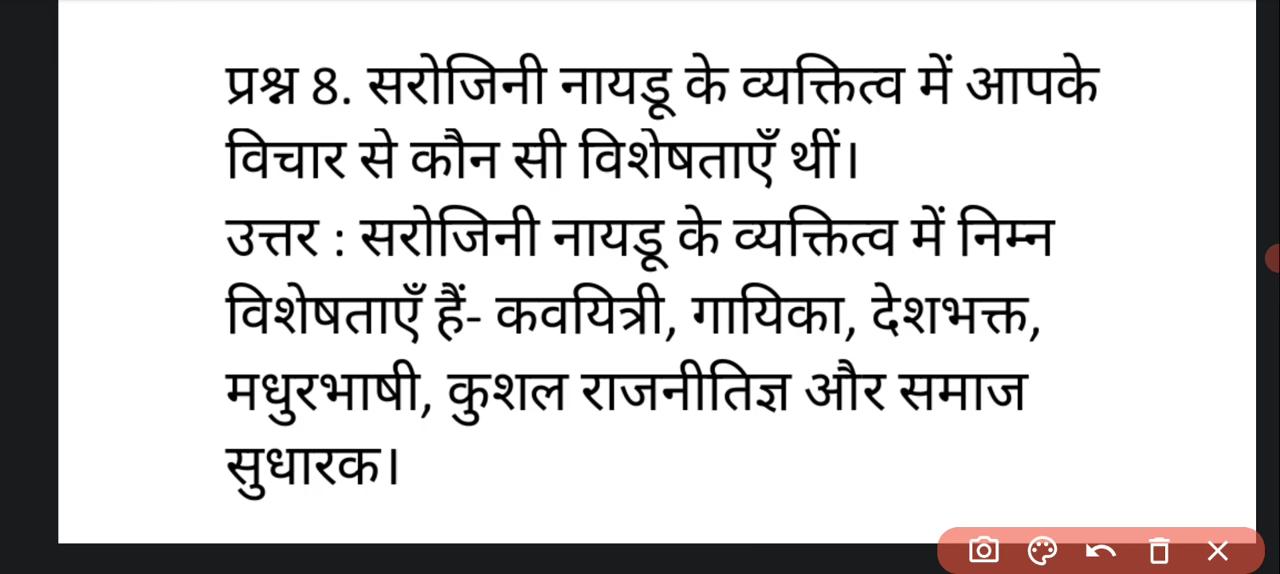 प्रश्न 8. सरोजिनी नायडू के व्यक्तित्व में आपके
विचार से कौन सी विशेषताएँ थीं।
उत्तर : सरोजिनी नायडू के व्यक्तित्व में निम्न
विशेषताएँ हैं- कवयित्री, गायिका, देशभक्त,
मधुरभाषी, कुशल राजनीतिज्ञ और समाज
सुधारक।